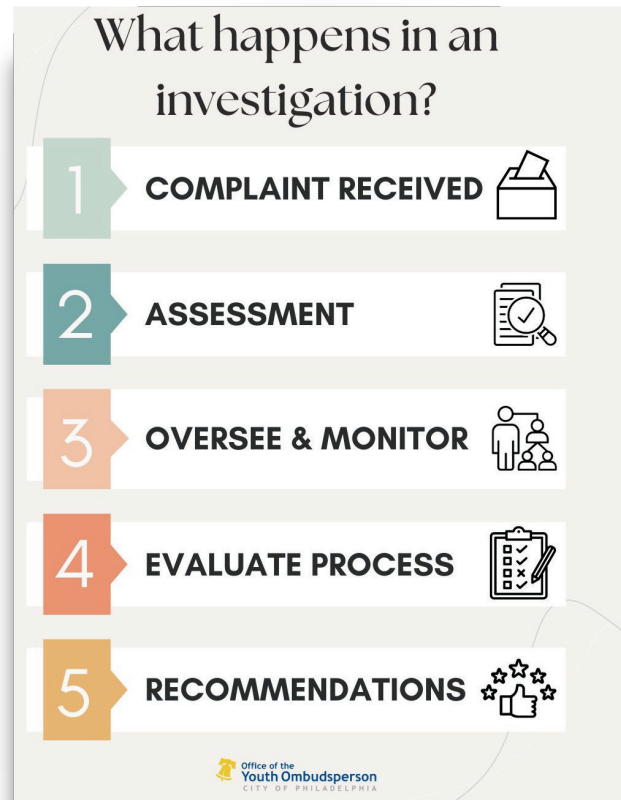 What happens in an
investigation?
1
COMPLAINT RECEIVED
2
ASSESSMENT
3
OVERSEE & MONITOR
4
EVALUATE PROCESS
5
RECOMMENDATIONS
Office of the
Youth Ombudsperson
CITY OF PHILADELPHIA